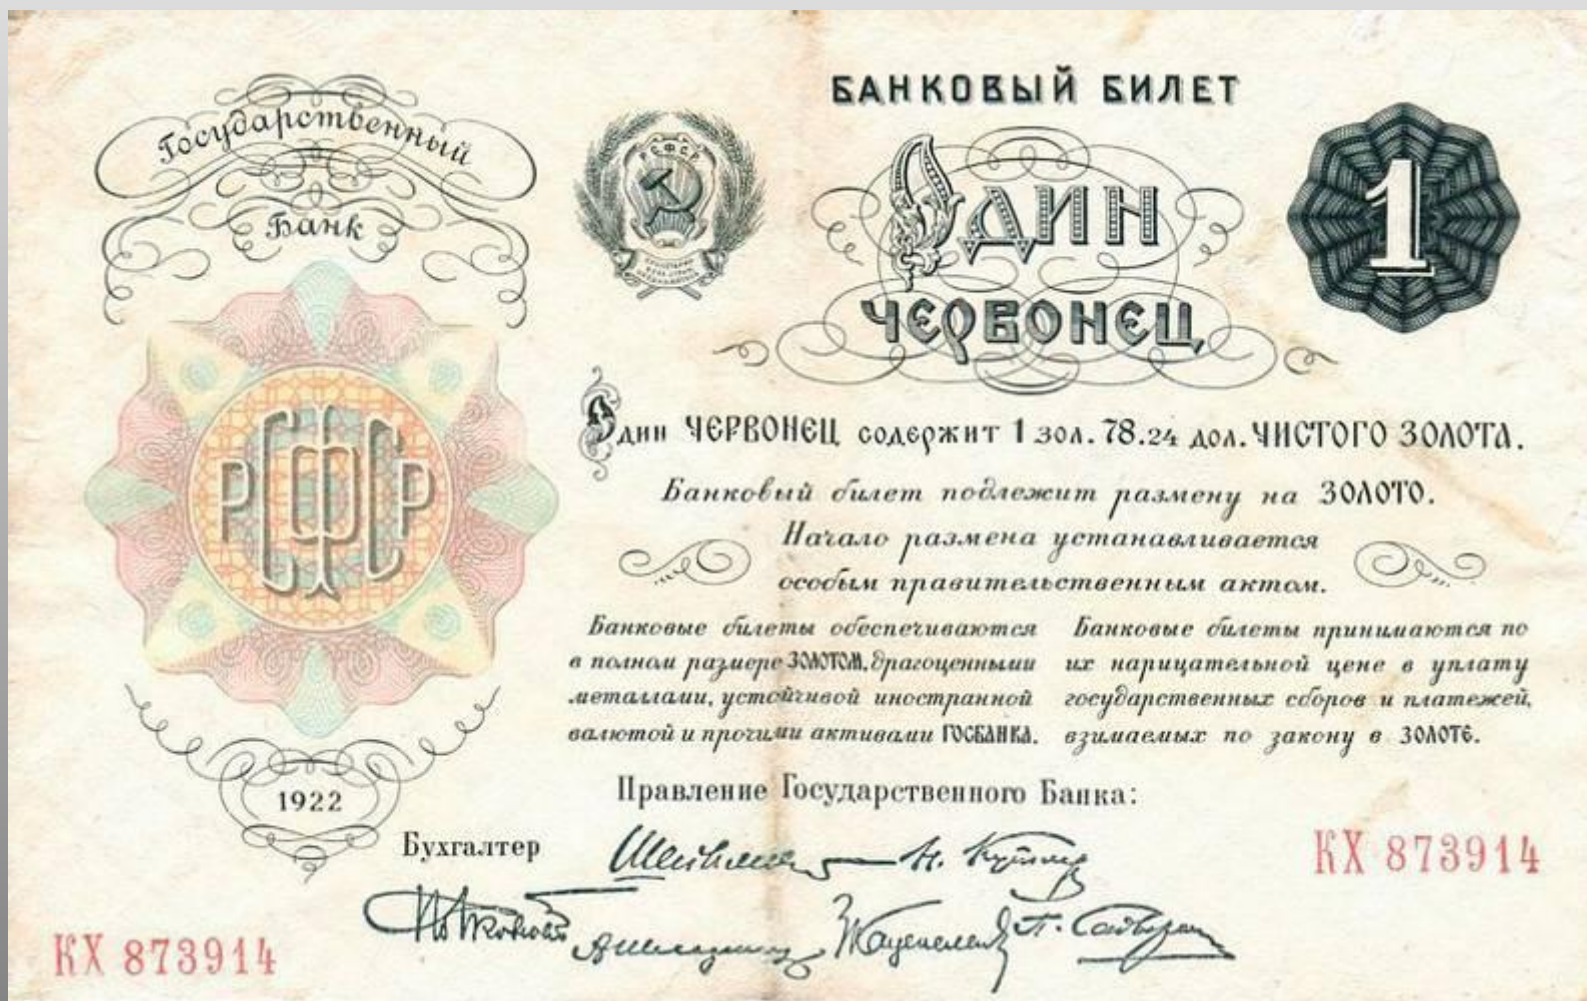 Государственный
Банк
РСФСР
БАНКОВЫЙ БИЛЕТ
ОДИН
ЧЕРВОНЕЦ
1
РСФСР
Один ЧЕРВОНЕЦ содержит 1 зол. 78.24 дол. ЧИСТОГО ЗОЛОТА.
Банковый билет подлежит размену на ЗОЛОТО.
Начало размена устанавливается
особым правительственным актом.
Банковые билеты обеспечиваются
в полном размере ЗОЛОТОМ, драгоценными
металлами, устойчивой иностранной
валютой и прочими активами ГОСБАНКА.
Банковые билеты принимаются по
их нарицательной цене в уплату
государственных сборов и платежей,
взимаемых по закону в ЗОЛОТЕ.
1922
Правление Государственного Банка:
Бухгалтер
КХ 873914
КХ 873914